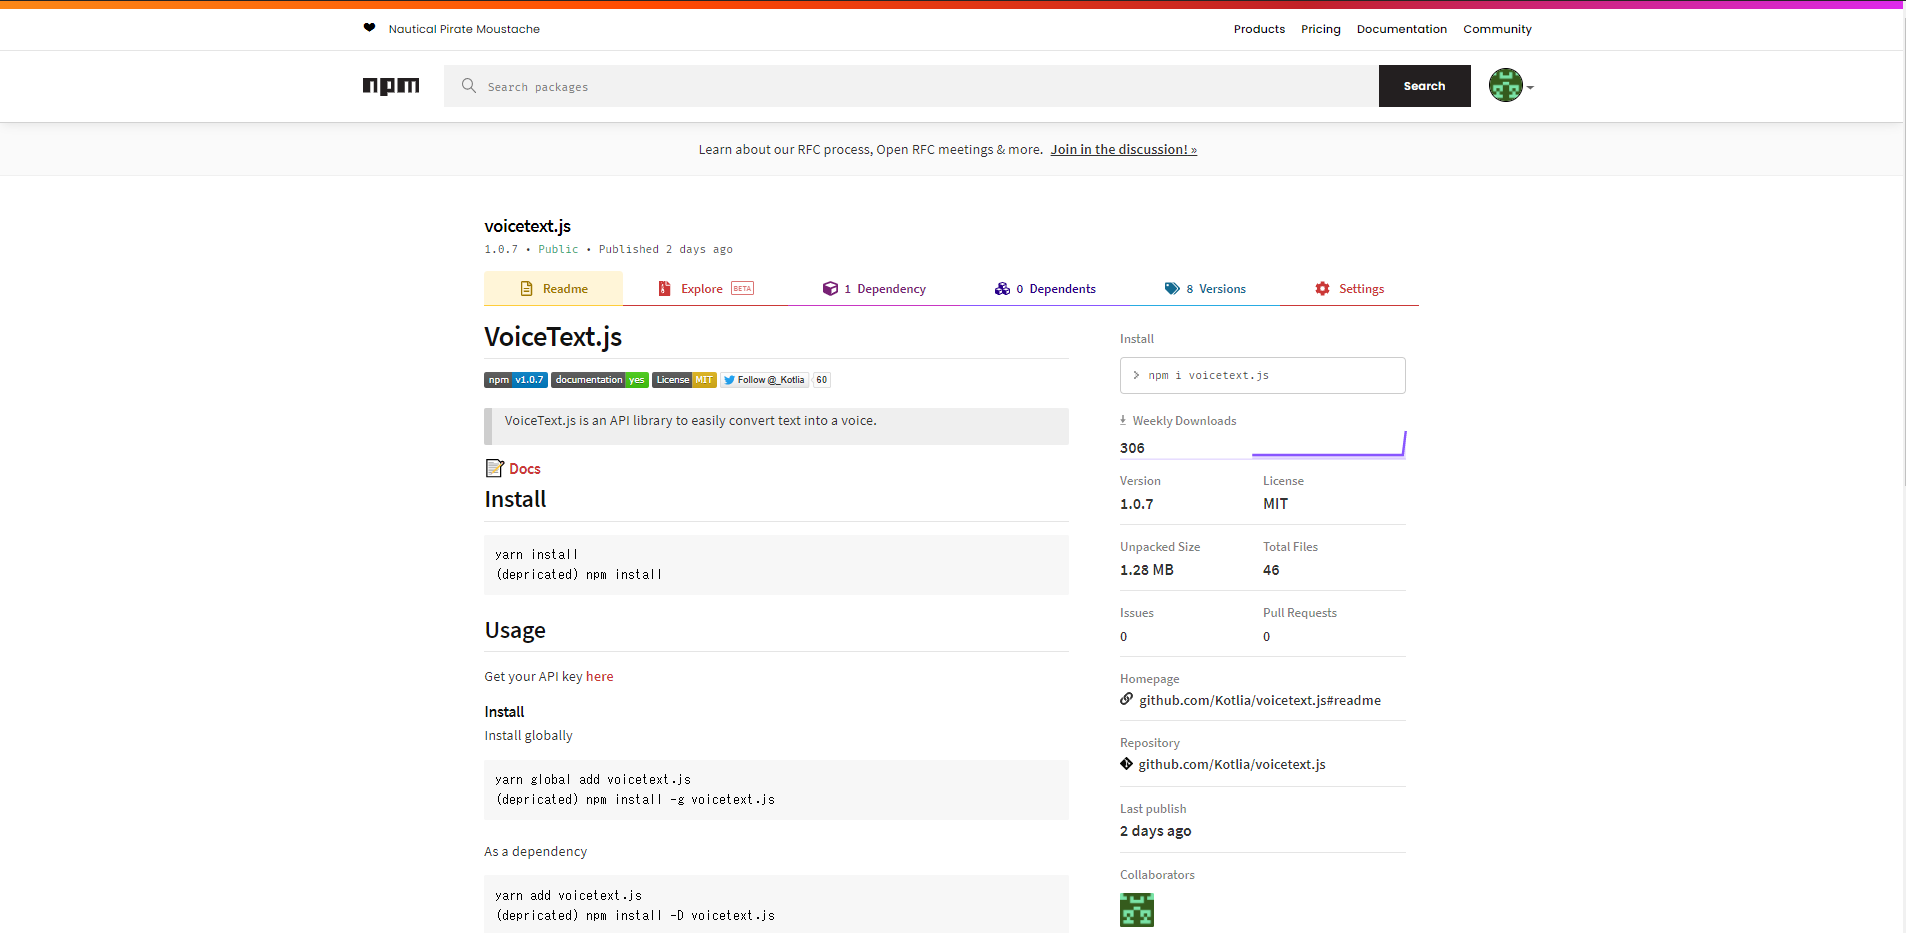 Nautical Pirate Moustache
Products Pricing Documentation Community
npm
Search packages
Search
Learn about our RFC process, Open RFC meetings & more. Join in the discussion! »
voicetext.js
1.0.7 • Public • Published 2 days ago
Readme
Explore BETA
1 Dependency
0 Dependents
8 Versions
Settings
VoiceText.js
npm v1.0.7 documentation yes License MIT Follow @_Kotlia 60
VoiceText.js is an API library to easily convert text into a voice.
📝 Docs
Install
yarn install
(depricated) npm install
Usage
Get your API key here
Install
Install globally
yarn global add voicetext.js
(depricated) npm install -g voicetext.js
As a dependency
yarn add voicetext.js
(depricated) npm install -D voicetext.js
Install
> npm i voicetext.js
Weekly Downloads
306
Version License
1.0.7 MIT
Unpacked Size Total Files
1.28 MB 46
Issues Pull Requests
0 0
Homepage
github.com/Kotlia/voicetext.js#readme
Repository
github.com/Kotlia/voicetext.js
Last publish
2 days ago
Collaborators